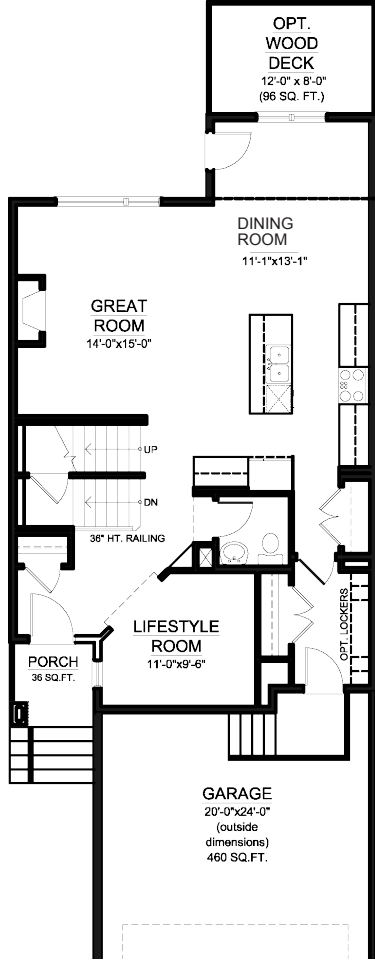 OPT.
WOOD
DECK
12'-0" x 8'-0"
(96 SQ. FT.)
DINING
ROOM
11'-1"x13'-1"
GREAT
ROOM
14'-0"x15'-0"
UP
DN
36" HT. RAILING
LIFESTYLE
ROOM
11'-0"x9'-6"
OPT. LOCKERS
PORCH
36 SQ.FT.
GARAGE
20'-0"x24'-0"
(outside
dimensions)
460 SQ.FT.